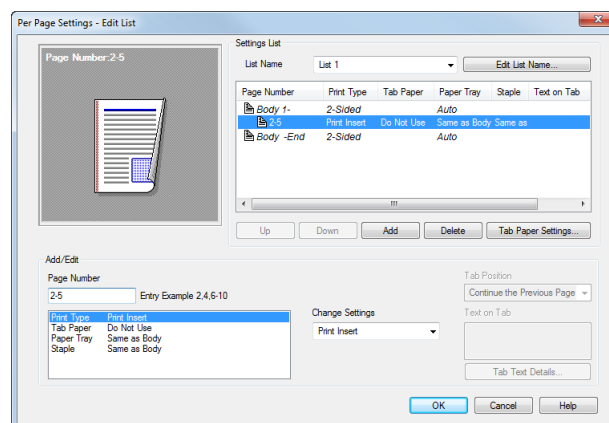 Per Page Settings - Edit List
Page Number:2-5
Settings List
List Name List 1 Edit List Name...
Page Number Print Type Tab Paper Paper Tray Staple Text on Tab
Body 1- 2-Sided Auto
2-5 Print Insert Do Not Use Same as Body Same as
Body -End 2-Sided Auto
Up Down Add Delete Tab Paper Settings...
Add/Edit
Page Number
2-5 Entry Example 2,4,6-10
Print Type Print Insert
Tab Paper Do Not Use
Paper Tray Same as Body
Staple Same as Body
Change Settings
Print Insert
Tab Position
Continue the Previous Page
Text on Tab
Tab Text Details...
OK Cancel Help